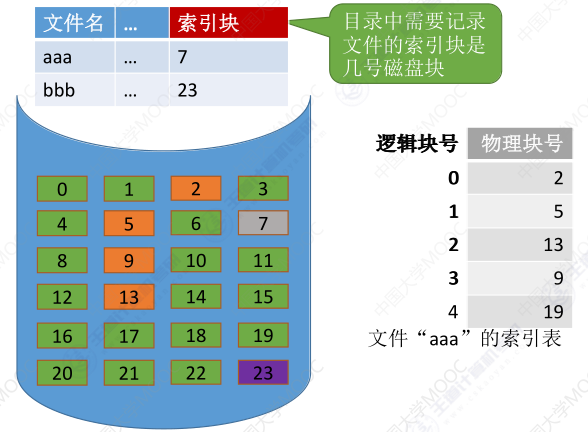 文件名 … 索引块
aaa … 7
bbb … 23
目录中需要记录
文件的索引块是
几号磁盘块
0 1 2 3
4 5 6 7
8 9 10 11
12 13 14 15
16 17 18 19
20 21 22 23
逻辑块号 物理块号
0 2
1 5
2 13
3 9
4 19
文件“aaa”的索引表
中国大学MOOC